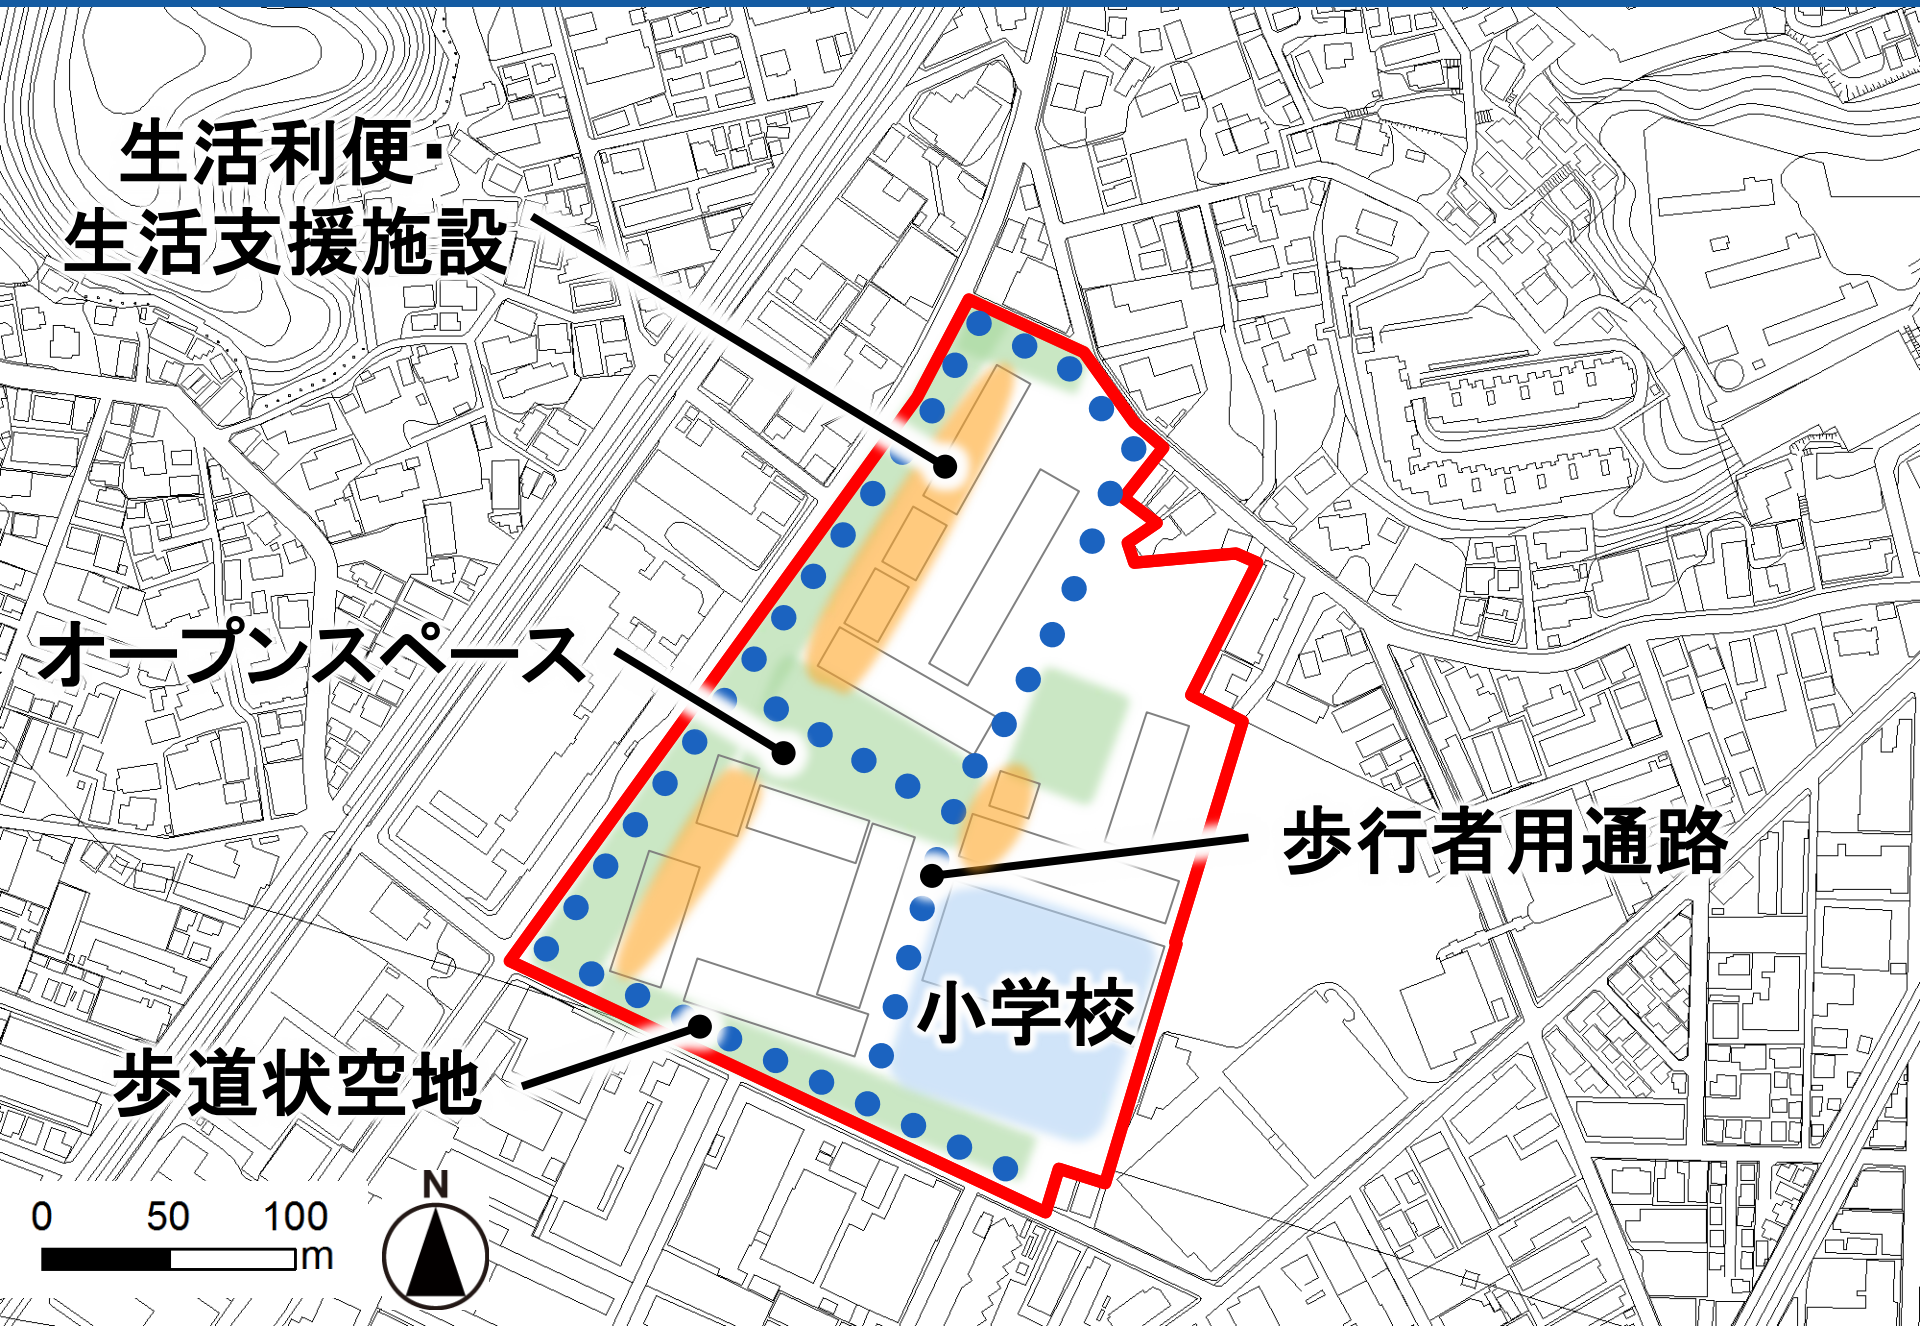 生活利便・
生活支援施設
オープンスペース
歩行者用通路
小学校
歩道状空地
N
0 50 100
m